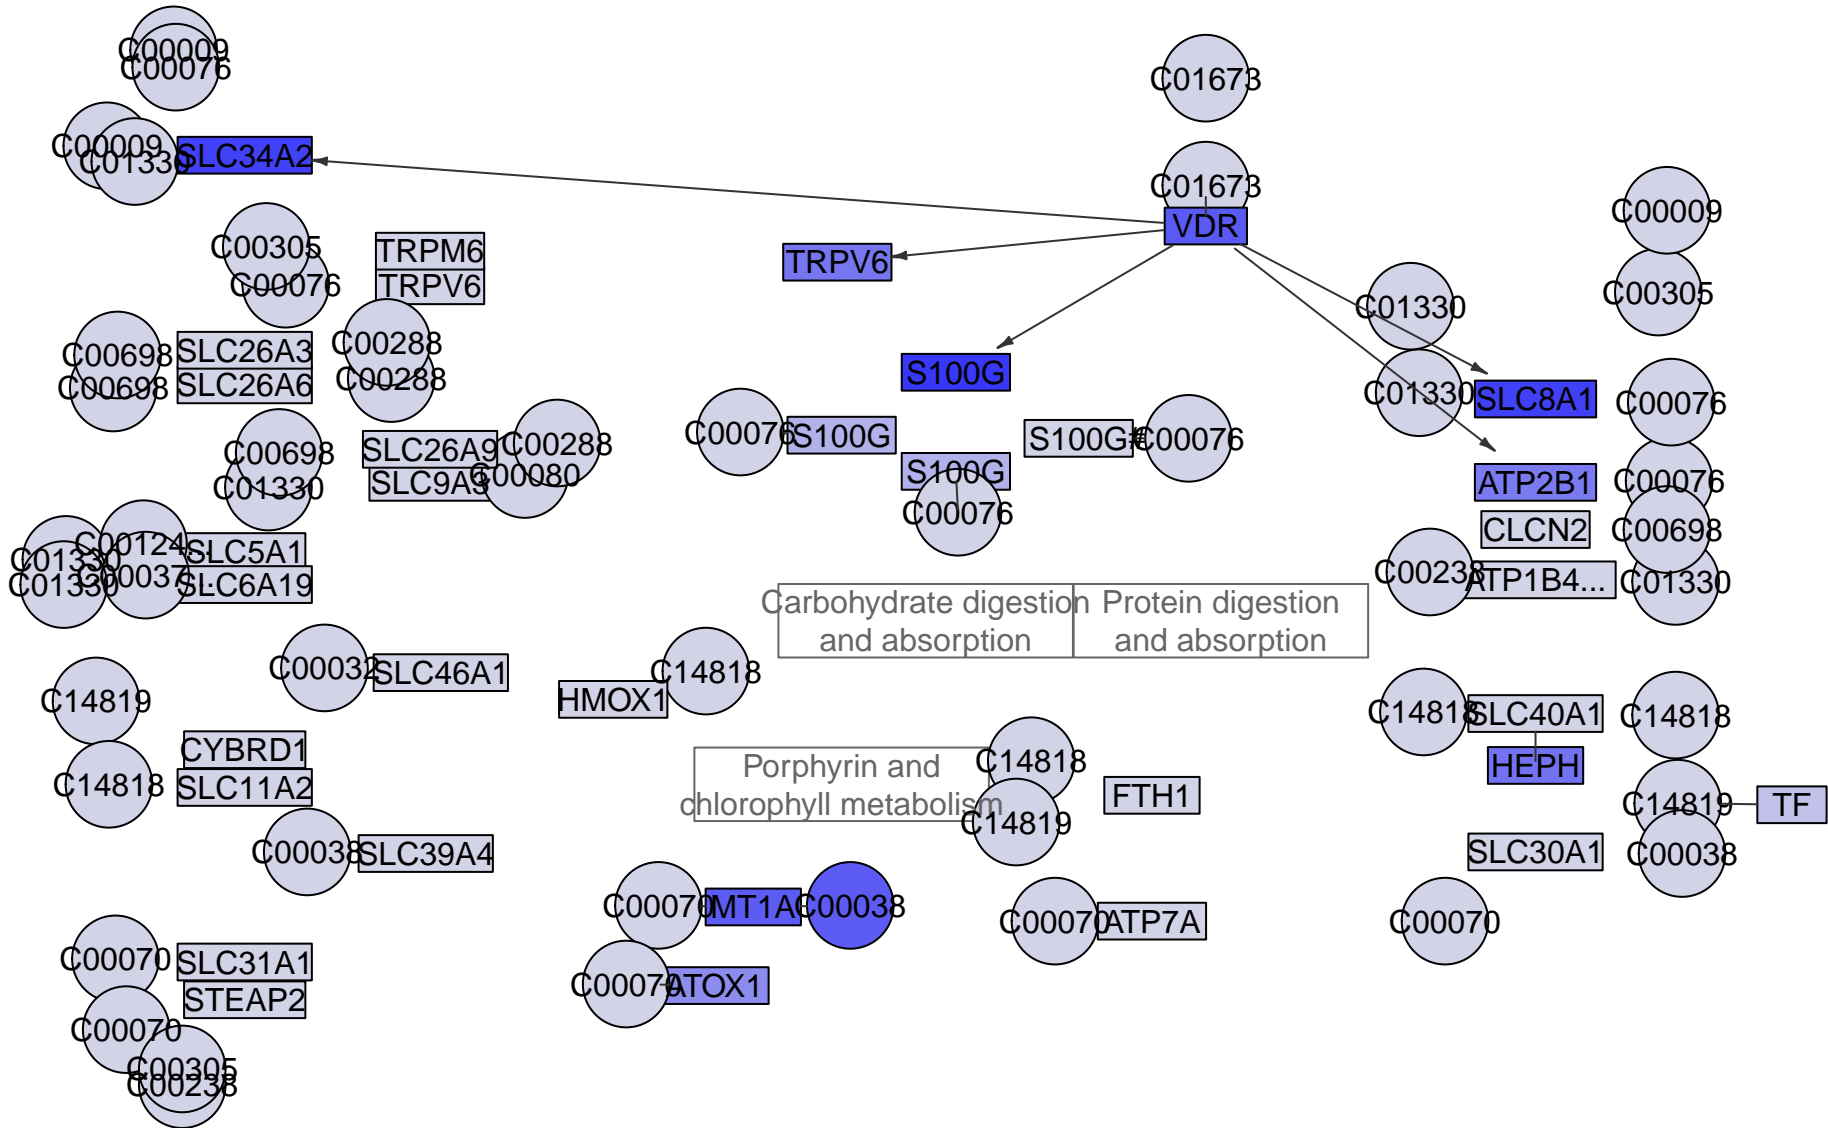 C00009
C00076
C01673
C00009
C01330
SLC34A2
C01673
VDR
C00009
C00305
C00076
TRPM6
TRPV6
TRPV6
C01330
C00305
C00698
C00698
SLC26A3
SLC26A6
C00288
C00288
S100G
C01330
SLC8A1
C00076
C00698
C01330
SLC26A9
SLC9A3
C00288
C00080
C00076
S100G
S100G
C00076
S100G#
C00076
ATP2B1
C00076
CLCN2
C00698
C01330
C01330
C00124...
C00037...
SLC5A1
SLC6A19
C00238
ATP1B4...
C01330
Carbohydrate digestion
and absorption
Protein digestion
and absorption
C00032
SLC46A1
HMOX1
C14818
C14819
C14818
SLC40A1
C14818
CYBRD1
SLC11A2
C14818
Porphyrin and
chlorophyll metabolism
C14818
C14819
FTH1
HEPH
C14819
TF
C00038
SLC39A4
SLC30A1
C00038
C00070
MT1A
C00038
C00070
ATP7A
C00070
C00070
SLC31A1
STEAP2
C00070
C00070
ATOX1
C00305
C00238